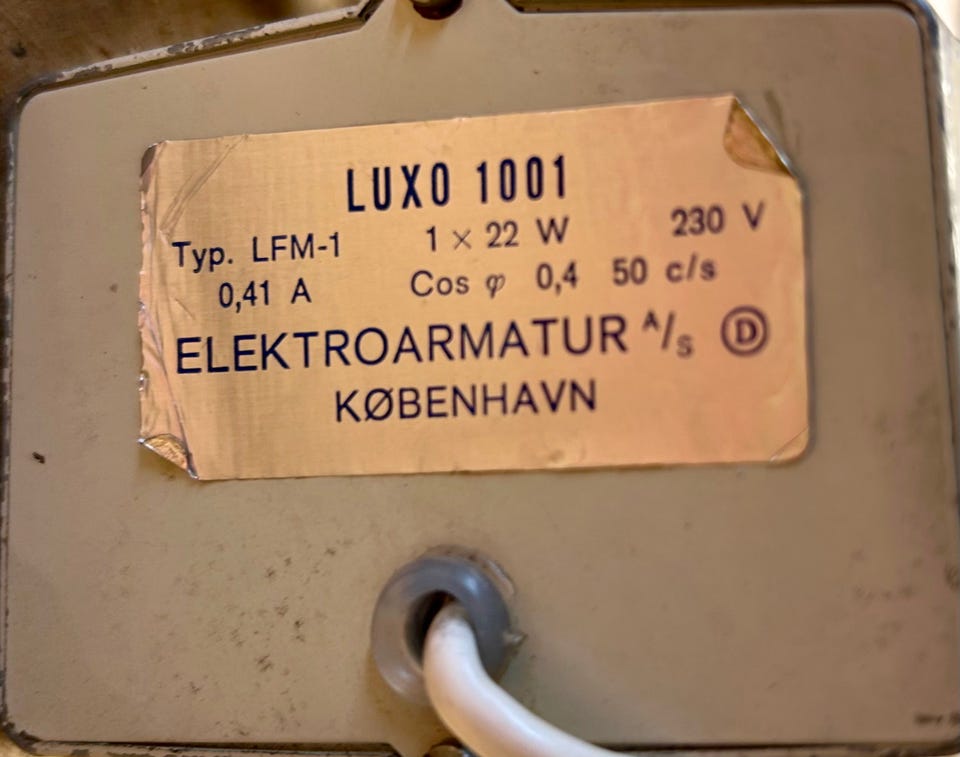 LUXO 1001
Typ. LFM-1 1 × 22 W 230 V
0,41 A Cos φ 0,4 50 c/s
ELEKTROARMATUR A/S D
KØBENHAVN